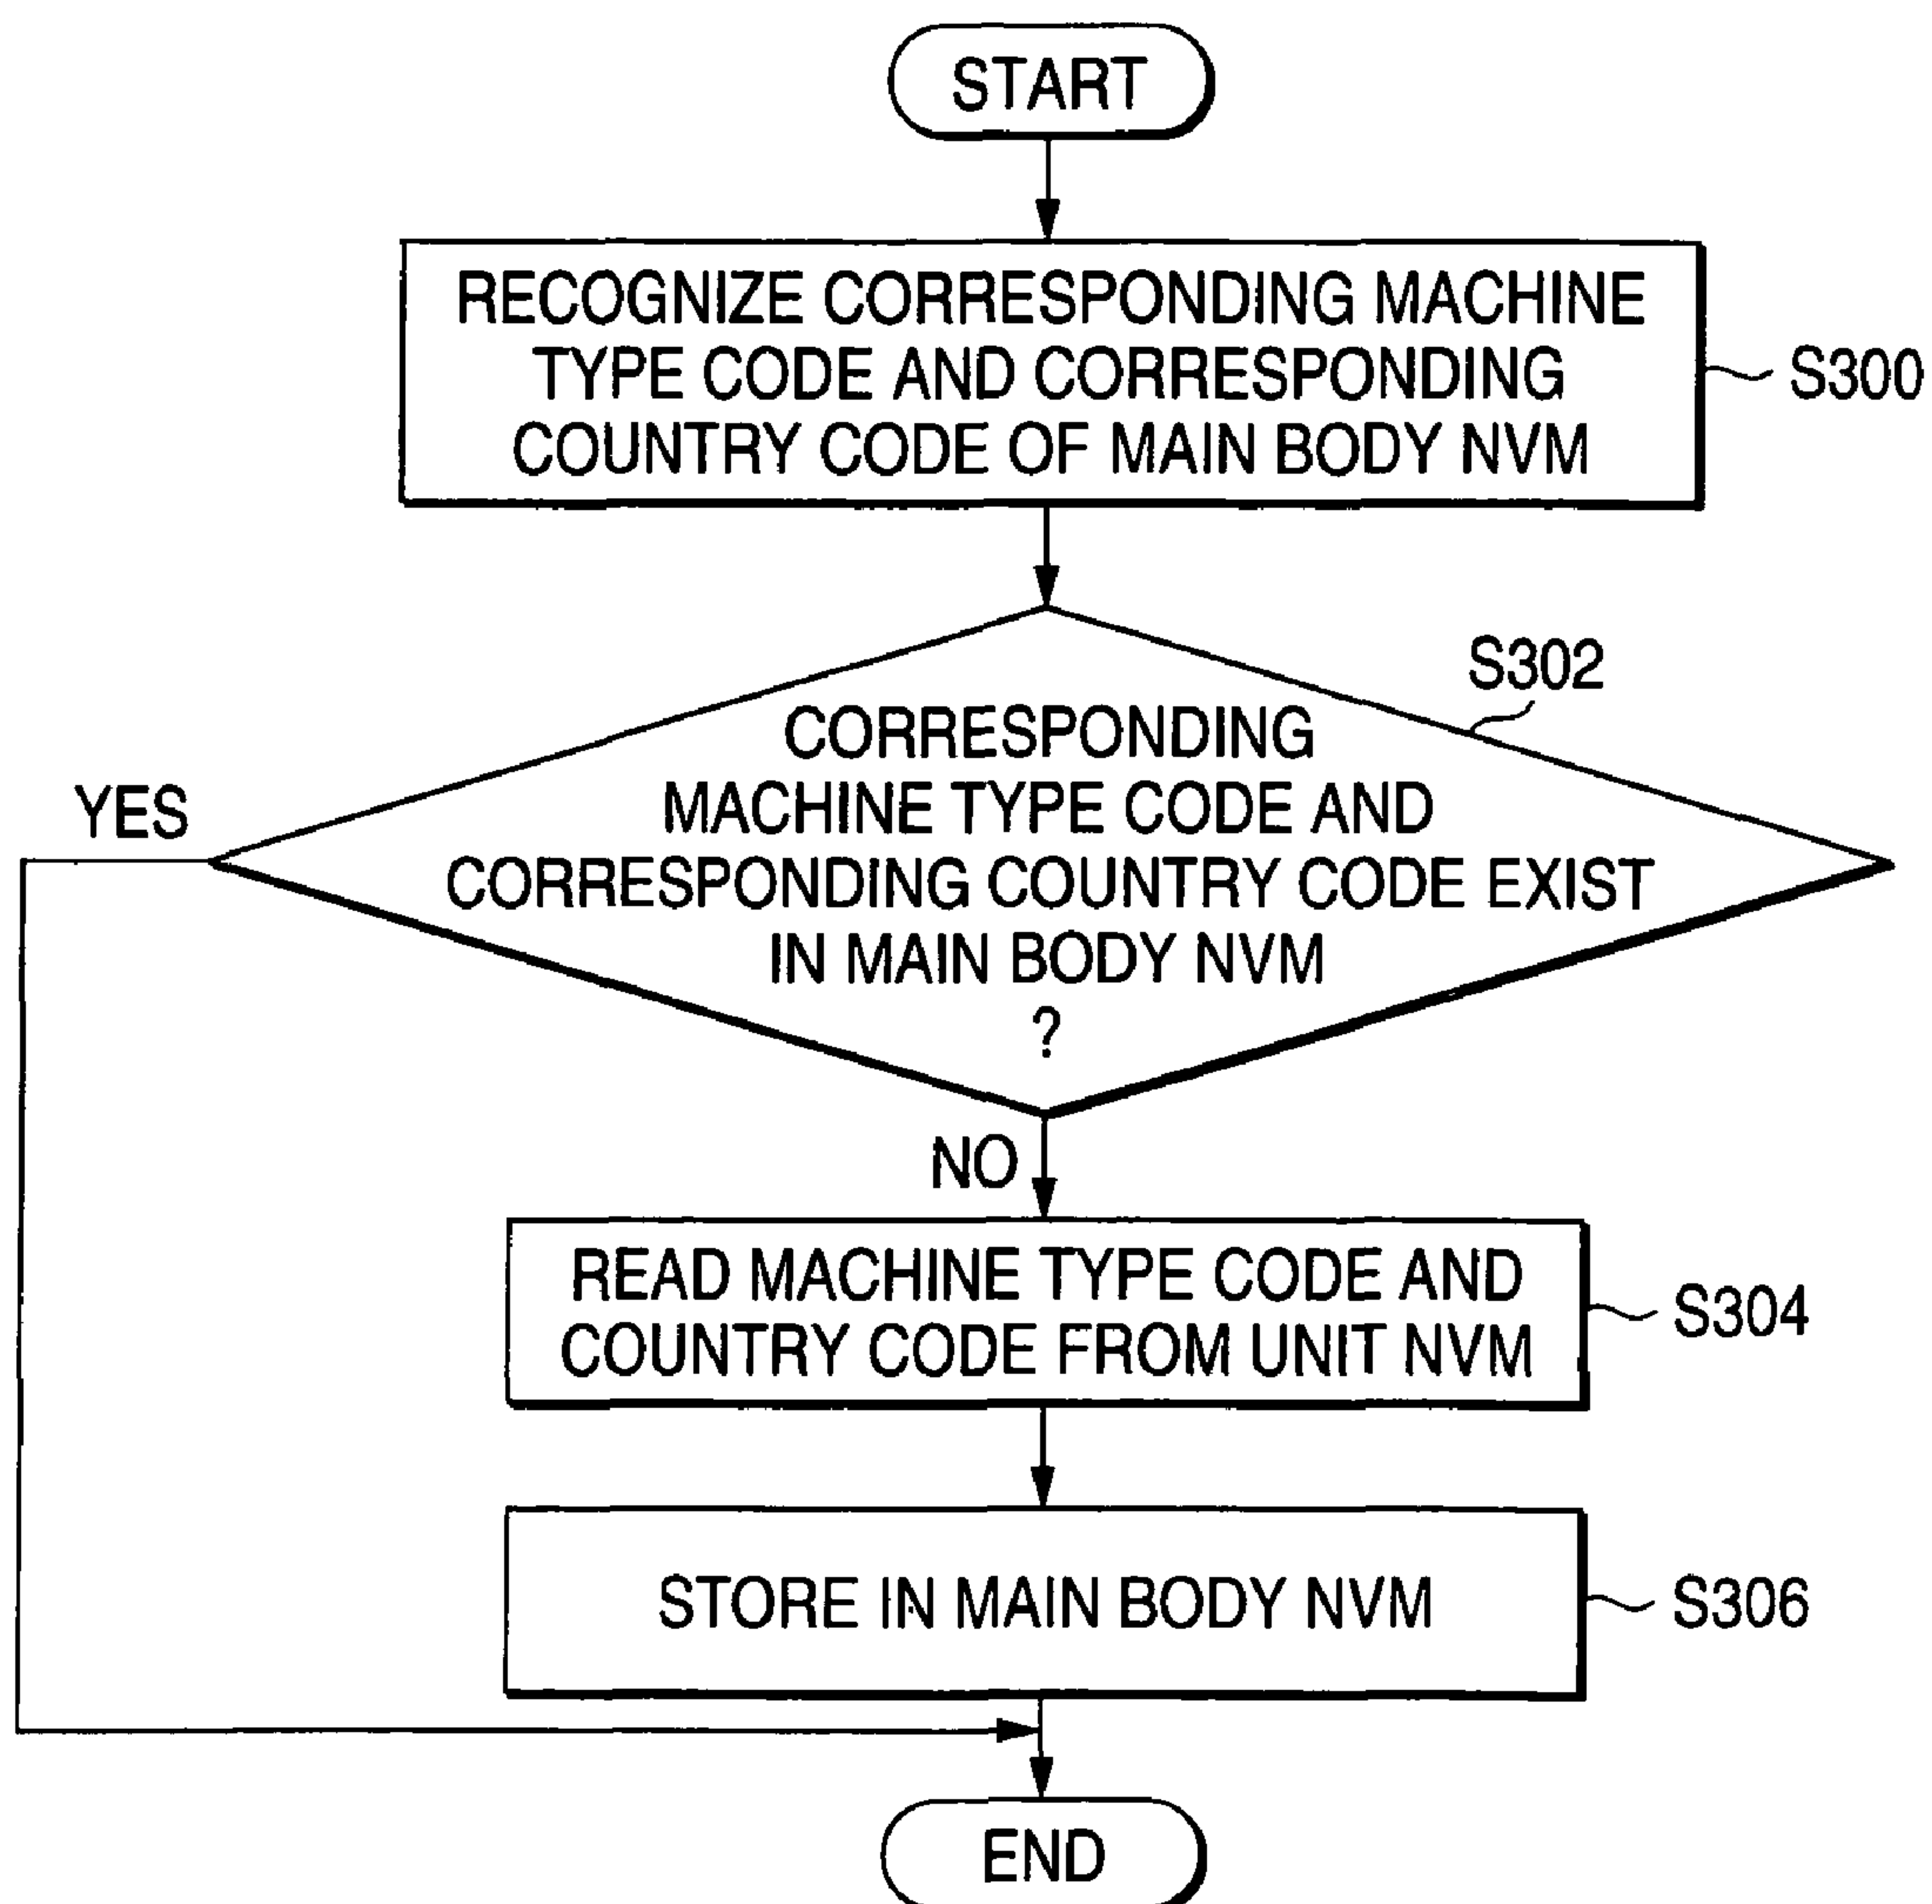 START
RECOGNIZE CORRESPONDING MACHINE
TYPE CODE AND CORRESPONDING
COUNTRY CODE OF MAIN BODY NVM
S300
S302
CORRESPONDING
MACHINE TYPE CODE AND
CORRESPONDING COUNTRY CODE EXIST
IN MAIN BODY NVM
?
YES
NO
READ MACHINE TYPE CODE AND
COUNTRY CODE FROM UNIT NVM
S304
STORE IN MAIN BODY NVM
S306
END